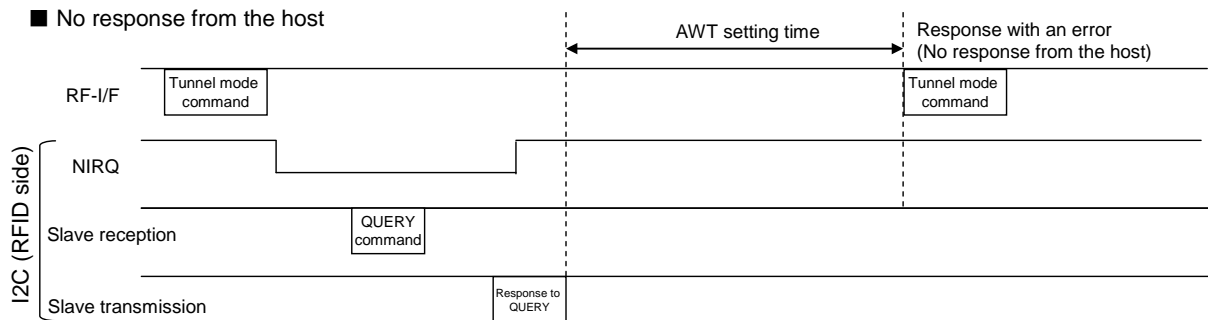 ■ No response from the host
AWT setting time
Response with an error
(No response from the host)
RF-I/F
Tunnel mode
command
Tunnel mode
command
I2C (RFID side)
NIRQ
Slave reception
QUERY
command
Slave transmission
Response to
QUERY